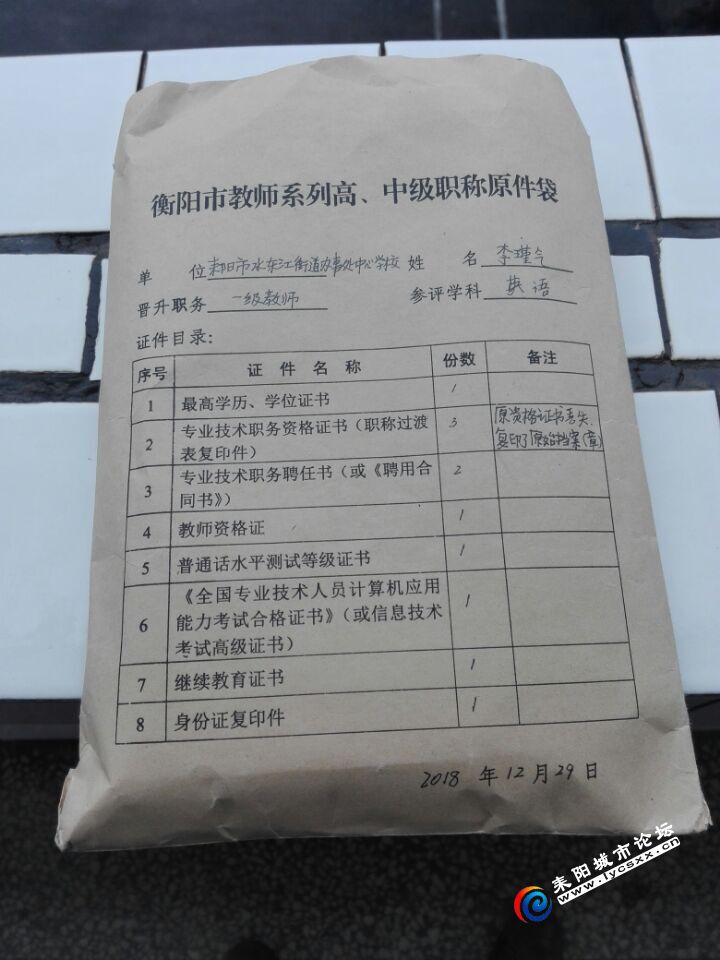 衡阳市教师系列高、中级职称原件袋
单 位 耒阳市水东江街道办事处中心学校 姓 名 李瑾兮
晋升职务 一级教师 参评学科 英语
证件目录：
序号 证 件 名 称 份数 备注
1 最高学历、学位证书 1
2 专业技术职务资格证书（职称过渡 3 原资格证书丢失，
表复印件） 复印了原始档案（章）
3 专业技术职务聘任书（或《聘用合 2
同书》）
4 教师资格证 1
5 普通话水平测试等级证书 1
6 《全国专业技术人员计算机应用
能力考试合格证书》（或信息技术 1
考试高级证书）
7 继续教育证书 1
8 身份证复印件 1
2018 年 12 月 29 日
耒阳城市论坛
www.lycsxx.cn